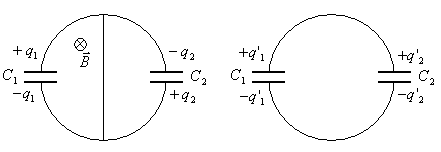 +q₁
⊗
B⃗
−q₂
C₁
C₂
−q₁
+q₂
+q'₁
+q'₂
C₁
C₂
−q'₁
−q'₂